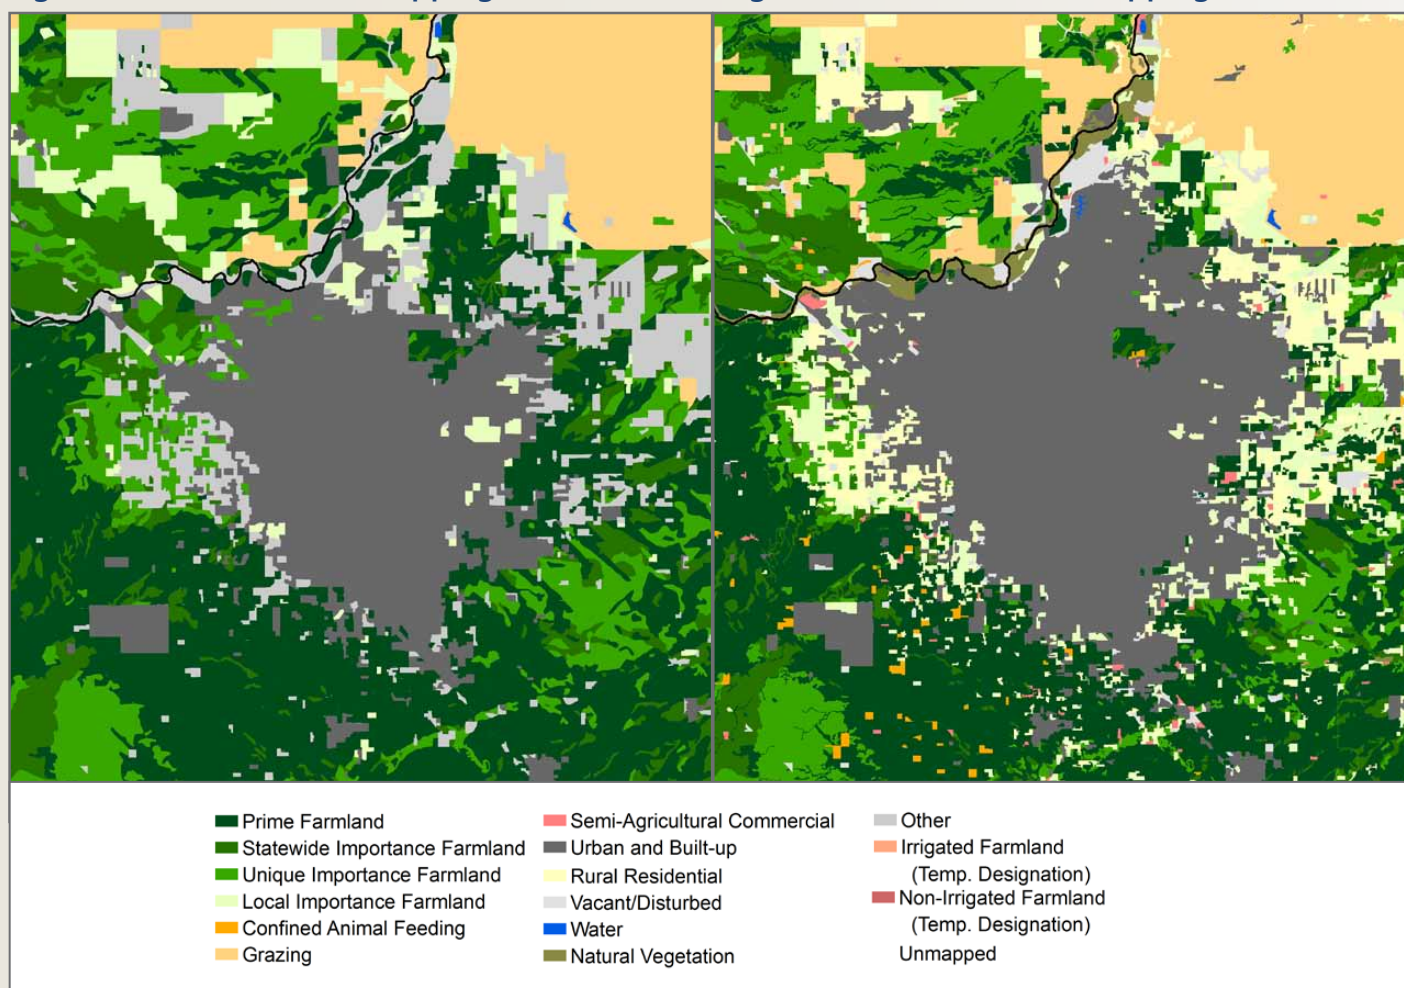 Prime Farmland
Statewide Importance Farmland
Unique Importance Farmland
Local Importance Farmland
Confined Animal Feeding
Grazing
Semi-Agricultural Commercial
Urban and Built-up
Rural Residential
Vacant/Disturbed
Water
Natural Vegetation
Other
Irrigated Farmland
(Temp. Designation)
Non-Irrigated Farmland
(Temp. Designation)
Unmapped